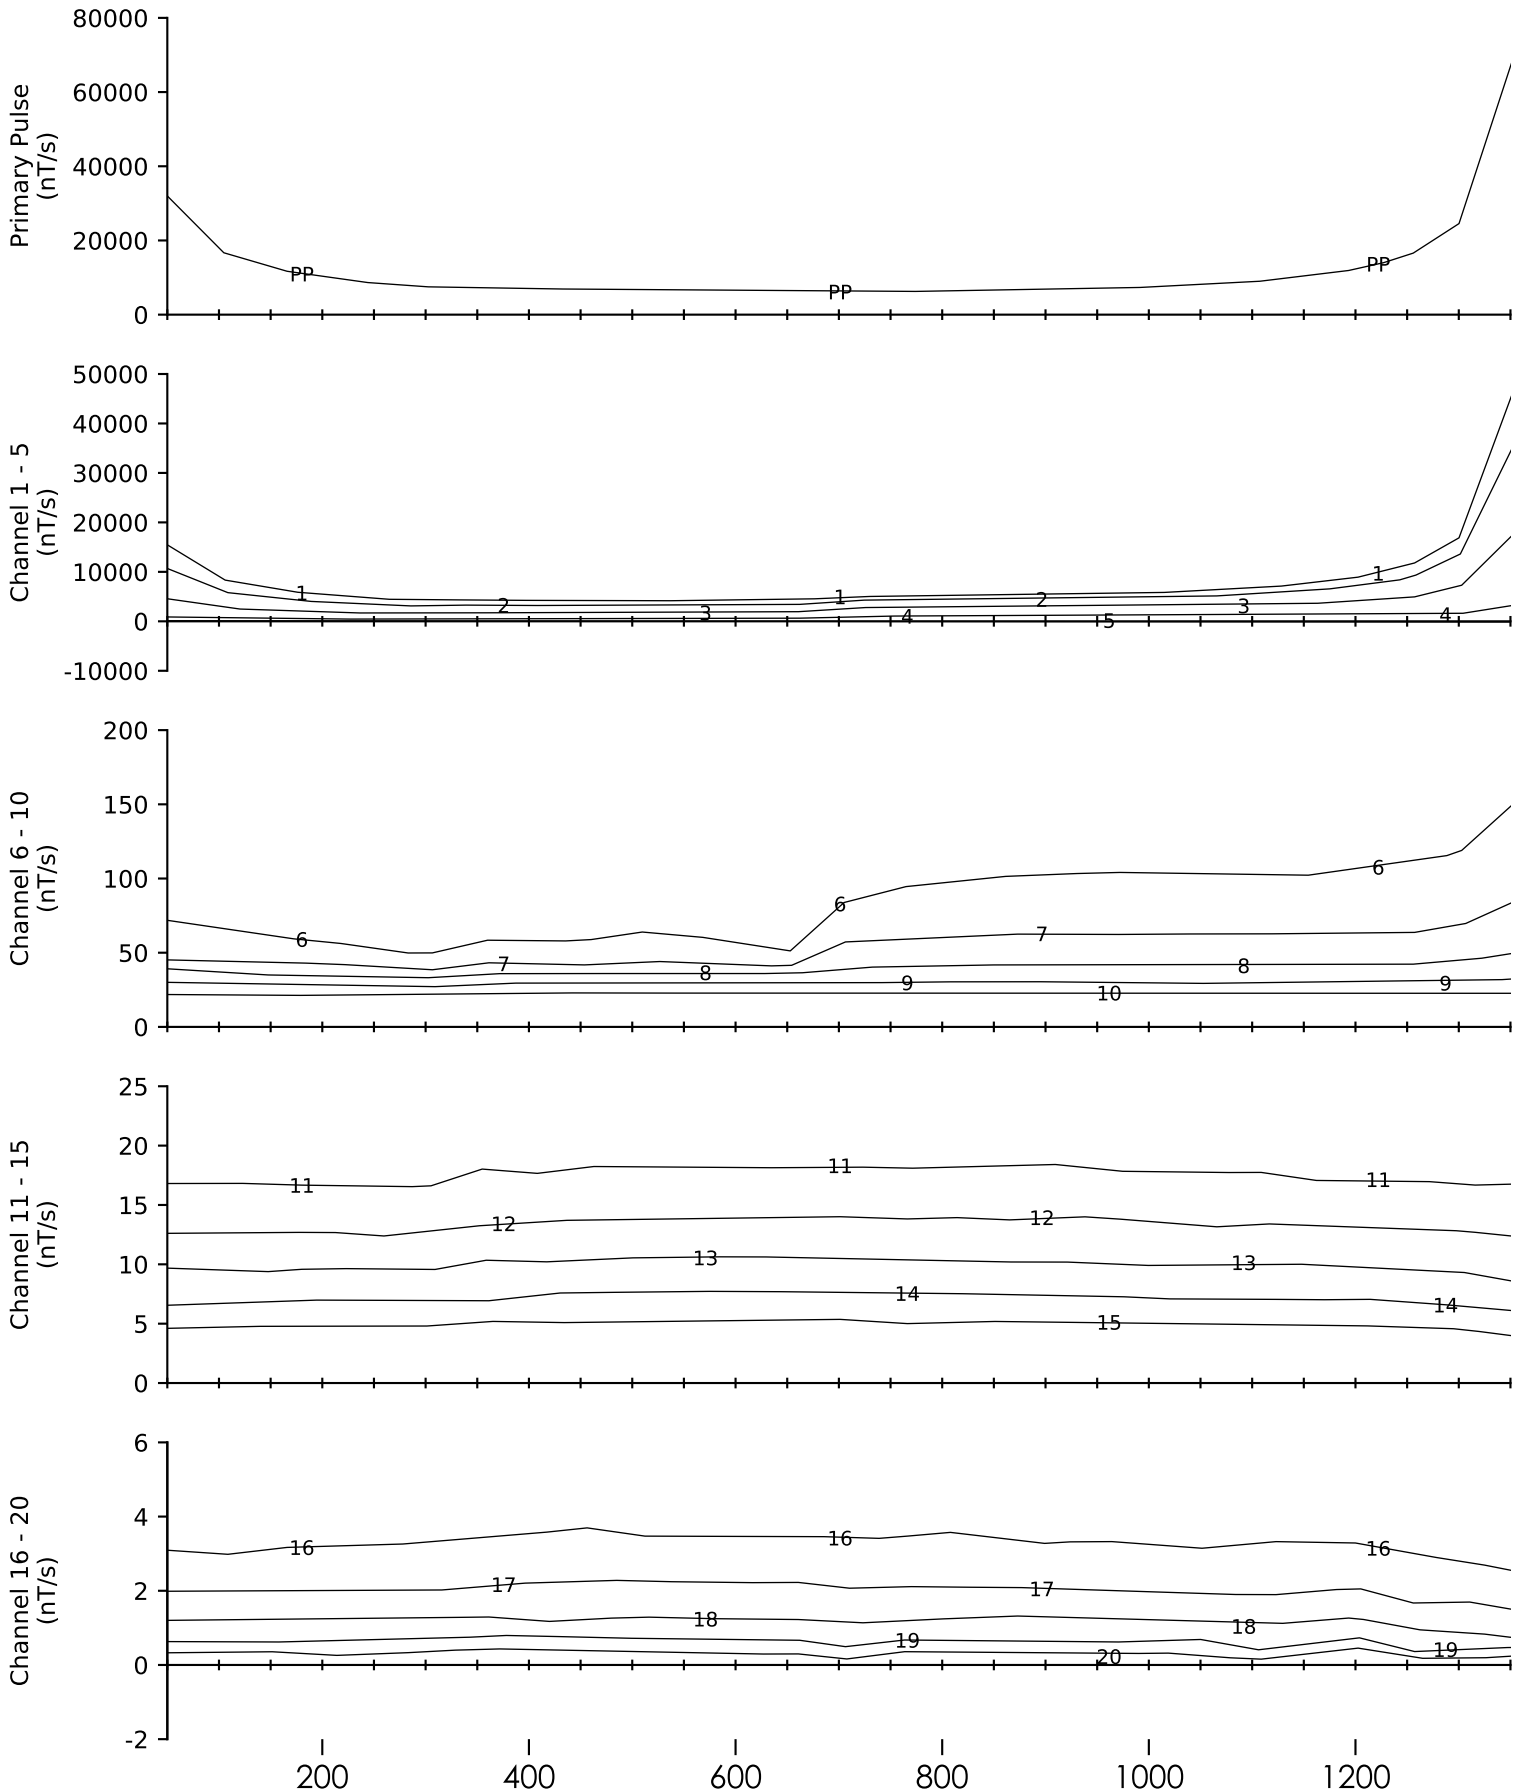 80000
60000
40000
20000
0
Primary Pulse
(nT/s)
PP PP PP
50000
40000
30000
20000
10000
0
-10000
Channel 1 - 5
(nT/s)
1 2 3 1 4 2 5 3 1 4
200
150
100
50
0
Channel 6 - 10
(nT/s)
6 7 8 6 9 7 10 8 6 9
25
20
15
10
5
0
Channel 11 - 15
(nT/s)
11 12 13 11 14 12 15 13 11 14
6
4
2
0
-2
Channel 16 - 20
(nT/s)
16 17 18 16 19 17 20 18 16 19
200 400 600 800 1000 1200